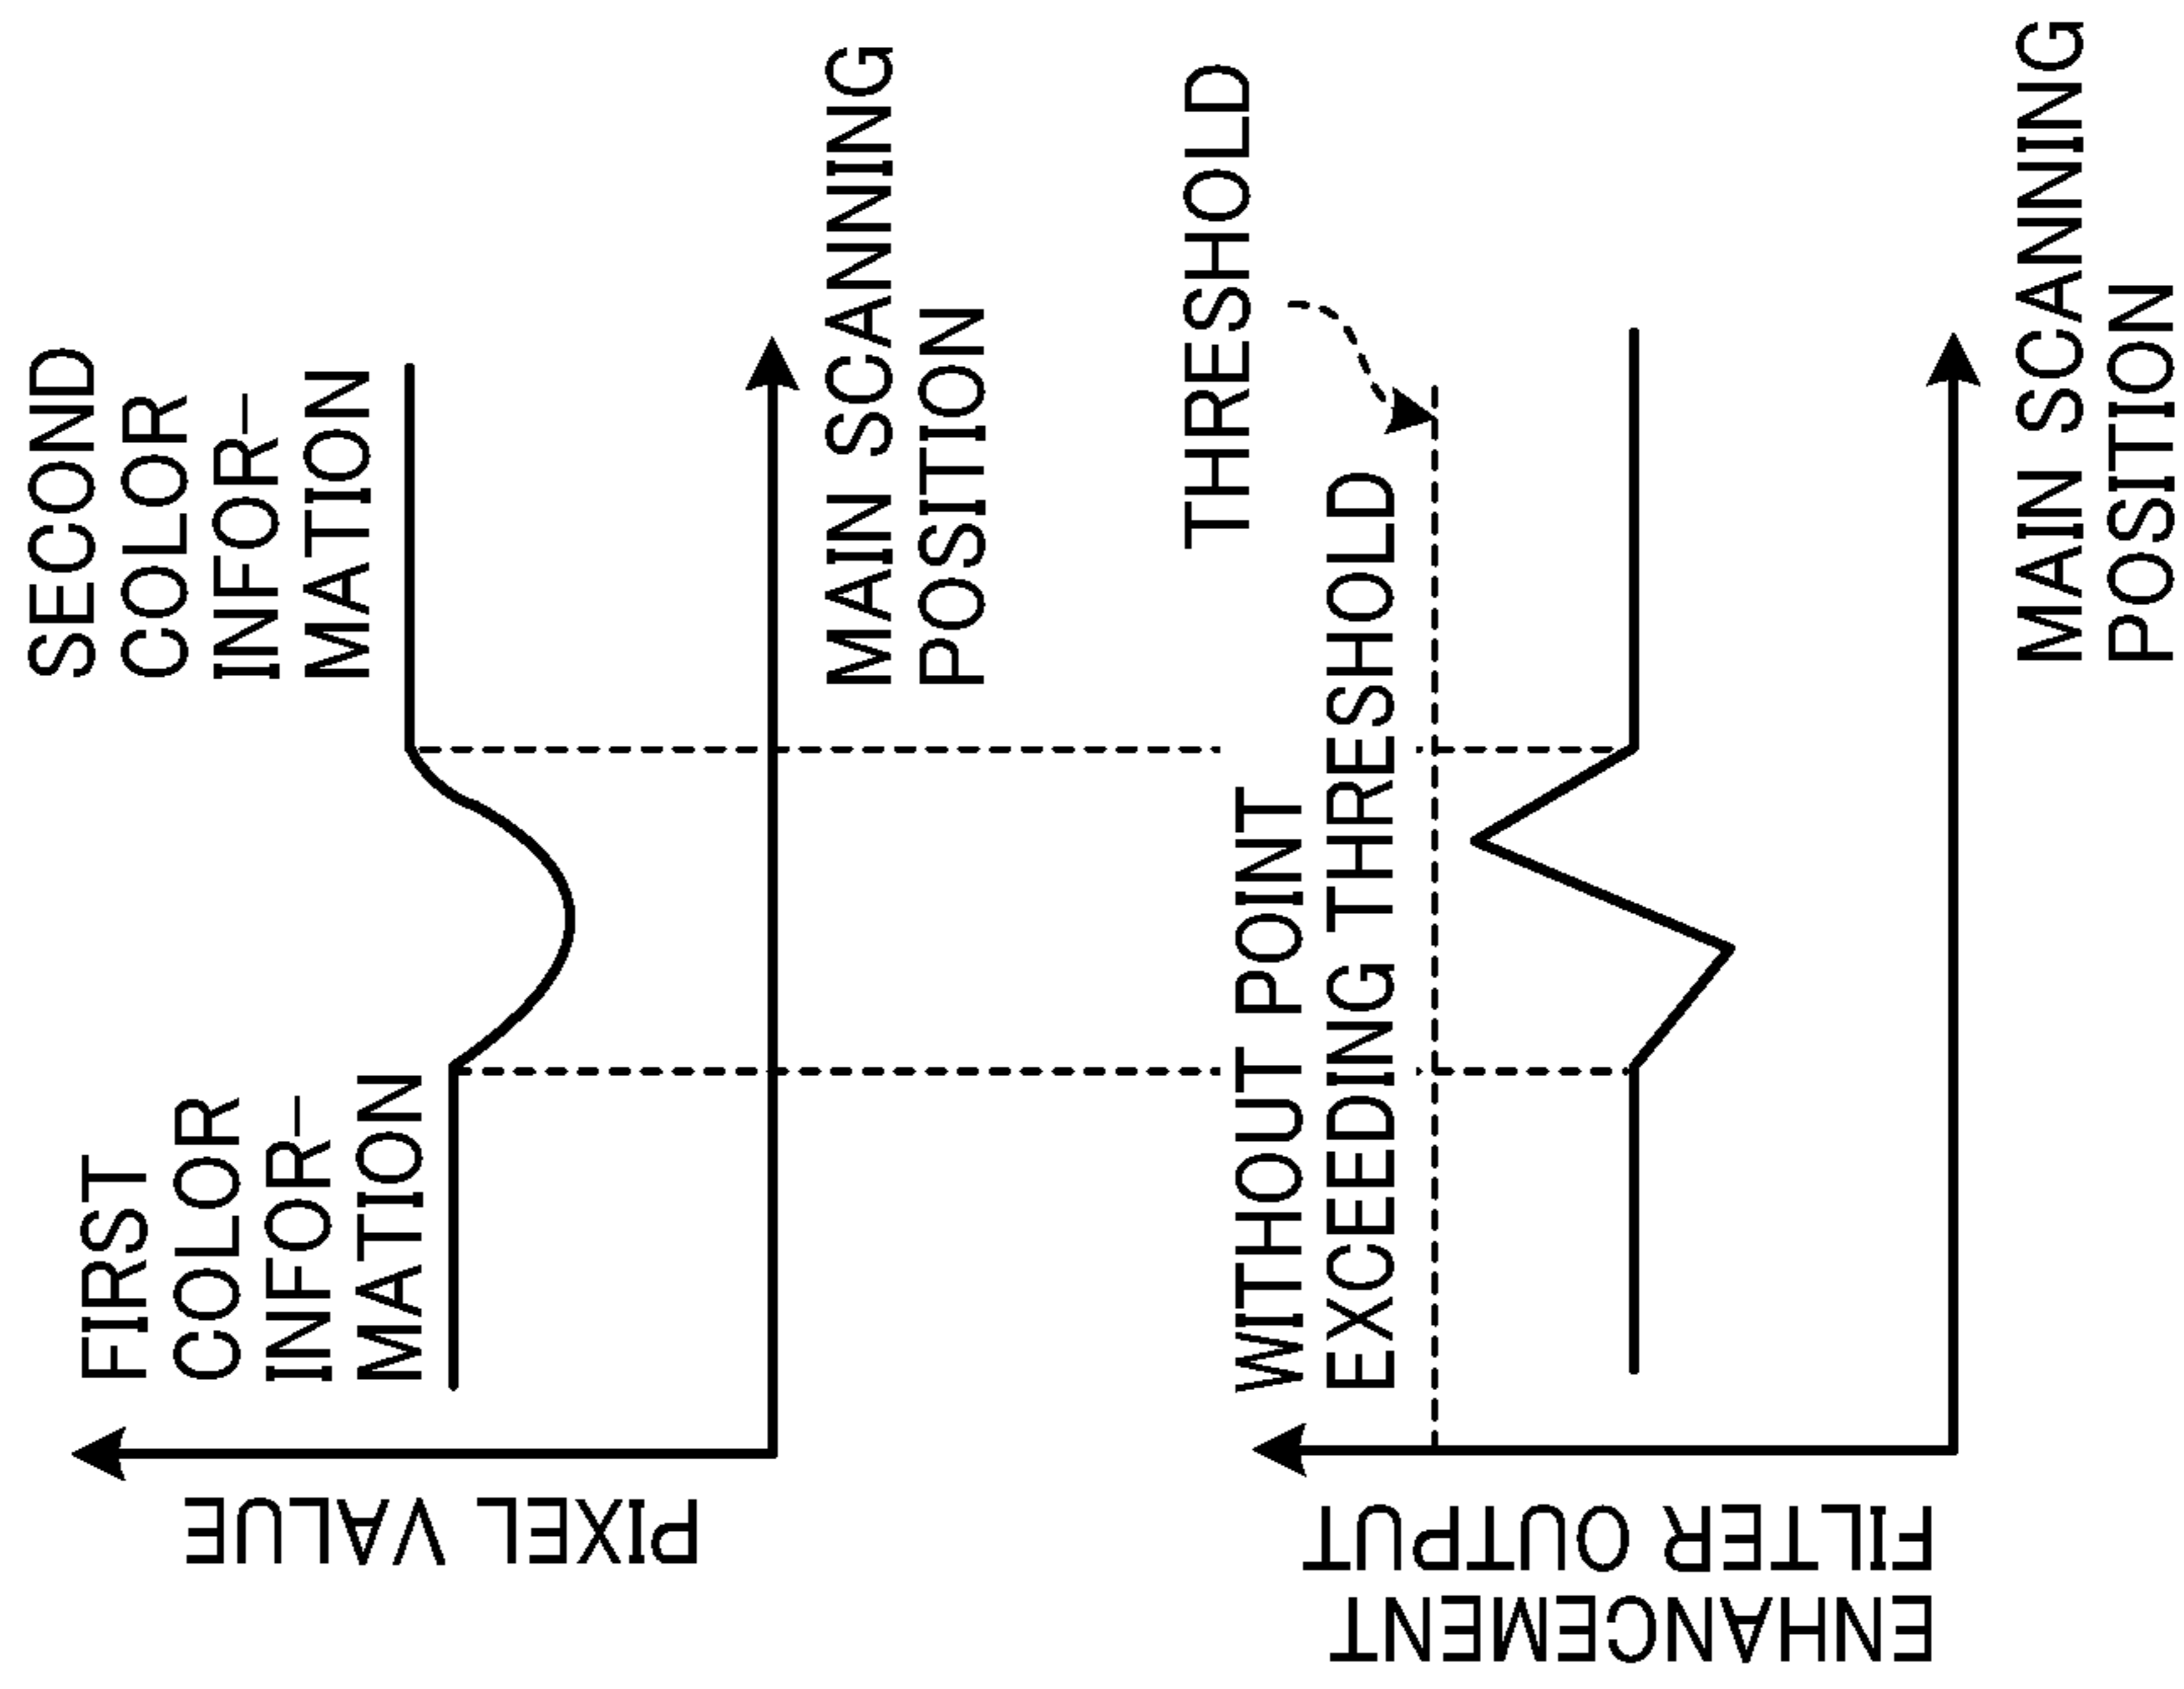 PIXEL VALUE
FIRST
COLOR
INFOR-
MATION
SECOND
COLOR
INFOR-
MATION
MAIN SCANNING
POSITION
ENHANCEMENT
FILTER OUTPUT
WITHOUT POINT
EXCEEDING THRESHOLD
THRESHOLD
MAIN SCANNING
POSITION